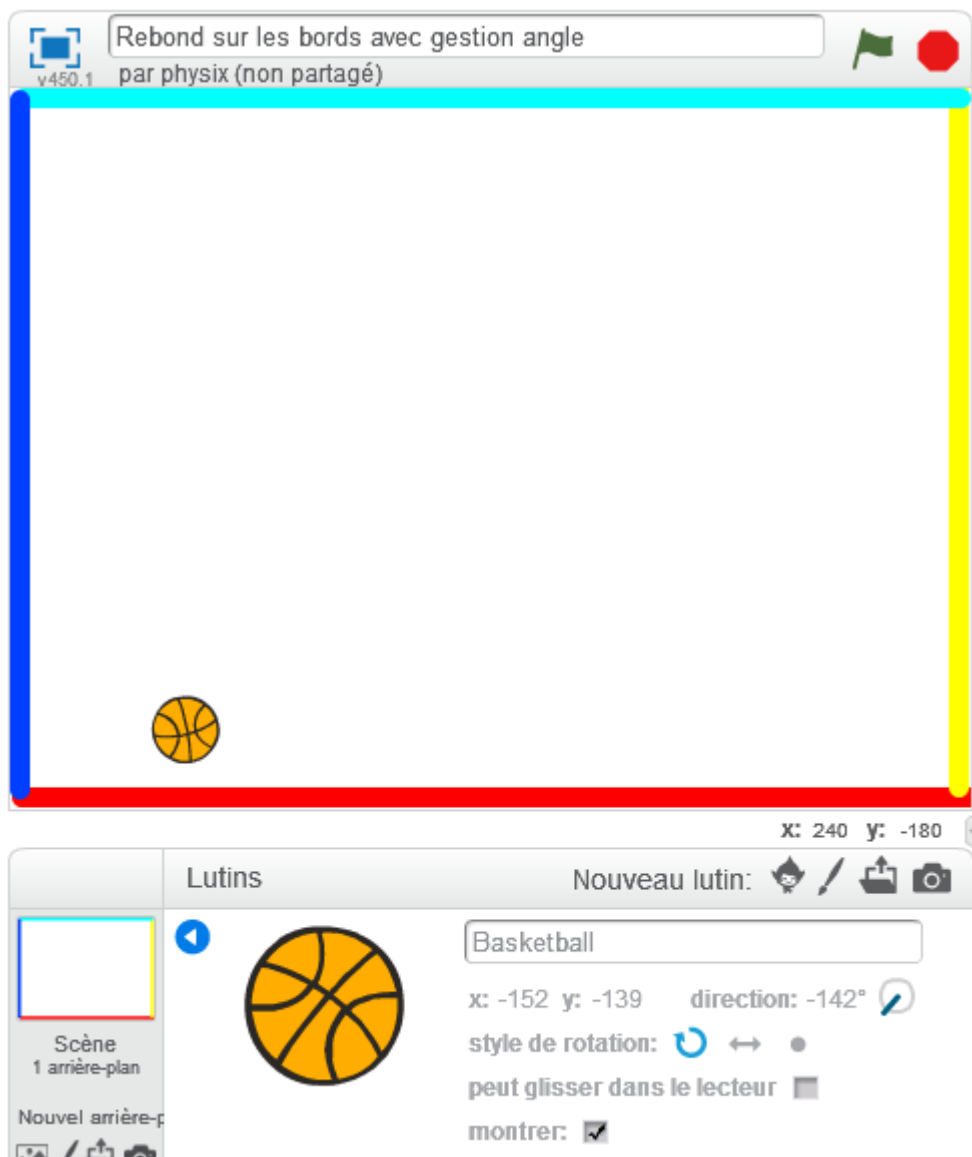 Rebond sur les bords avec gestion angle
v450.1 par physix (non partagé)
x: 240 y: -180
Lutins Nouveau lutin:
Basketball
x: -152 y: -139 direction: -142°
Scène
style de rotation:
1 arrière-plan
peut glisser dans le lecteur
Nouvel arrière-p
montrer: